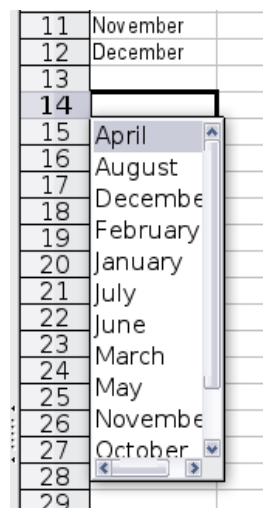 11 November
12 December
13
14
15 April
16 August
17 Decembe
18 February
19 January
20 July
21 June
22 March
23 May
24 Novembe
25 October
26
27
28
29